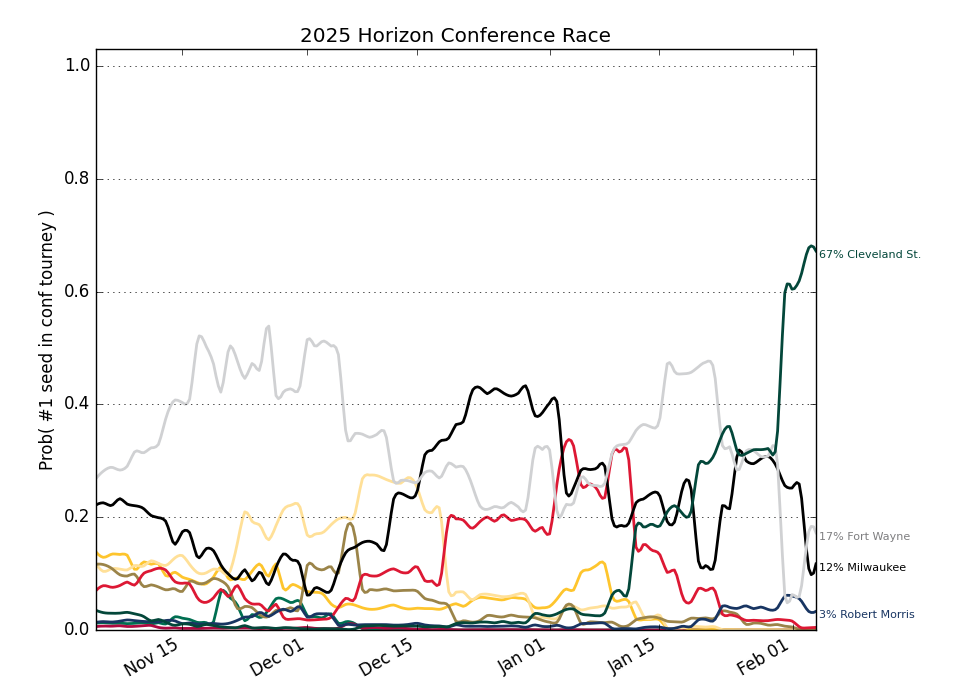 2025 Horizon Conference Race
Prob( #1 seed in conf tourney )
1.0
0.8
0.6
0.4
0.2
0.0
Nov 15
Dec 01
Dec 15
Jan 01
Jan 15
Feb 01
67% Cleveland St.
17% Fort Wayne
12% Milwaukee
3% Robert Morris